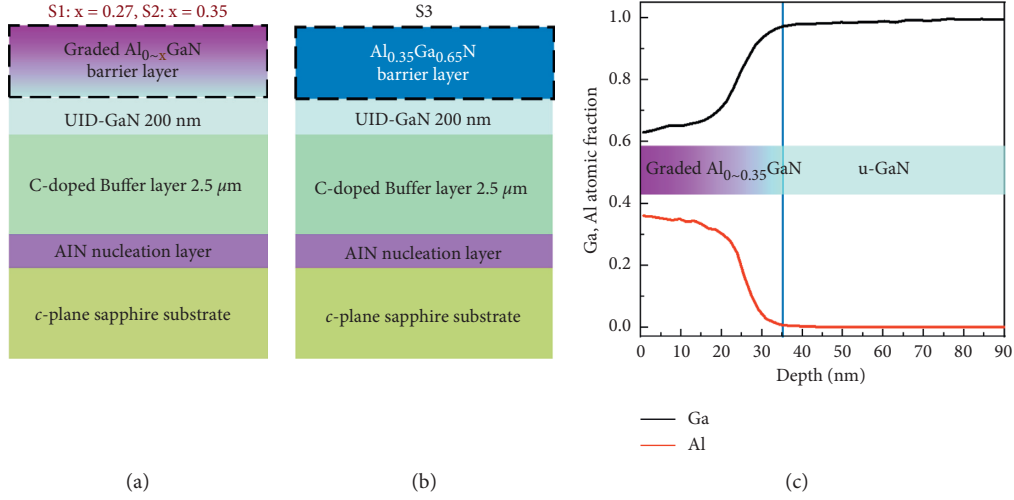 S1: x = 0.27, S2: x = 0.35
Graded Al0~xGaN
barrier layer
UID-GaN 200 nm
C-doped Buffer layer 2.5 μm
AIN nucleation layer
c-plane sapphire substrate
(a)
S3
Al0.35Ga0.65N
barrier layer
UID-GaN 200 nm
C-doped Buffer layer 2.5 μm
AIN nucleation layer
c-plane sapphire substrate
(b)
Ga, Al atomic fraction
1.0
0.8
0.6
0.4
0.2
0.0
Graded Al0~0.35GaN
u-GaN
0 10 20 30 40 50 60 70 80 90
Depth (nm)
Ga
Al
(c)